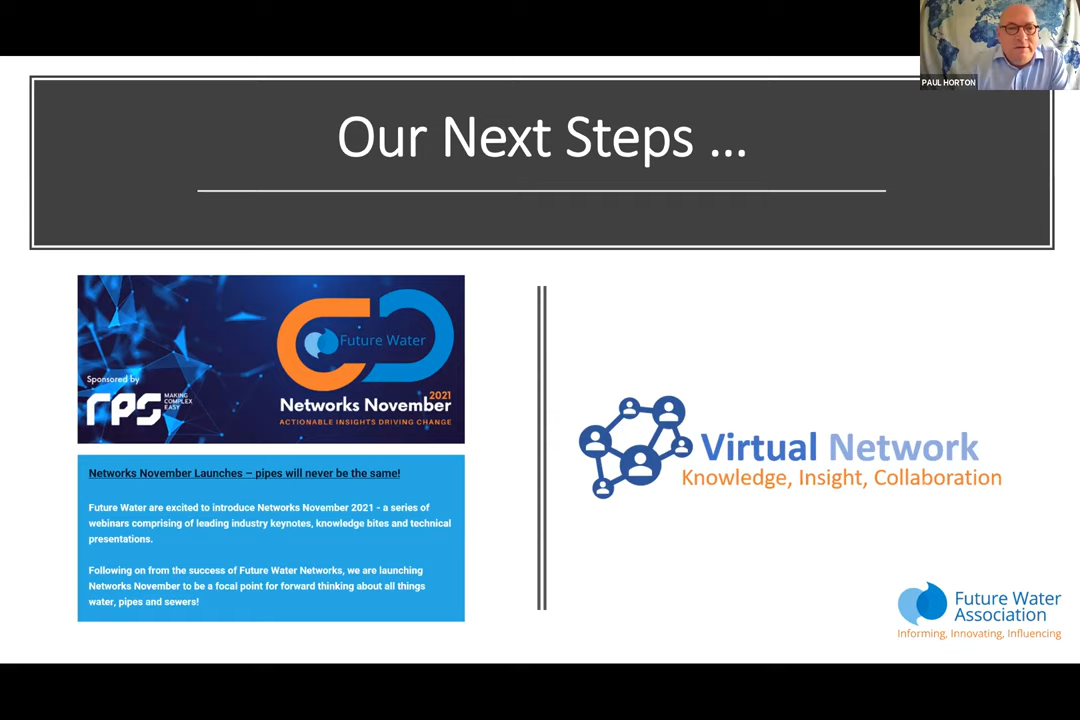 PAUL HORTON
Our Next Steps ...
Future Water
Sponsored by
rps
MAKING
COMPLEX
EASY
2021
Networks November
ACTIONABLE INSIGHTS DRIVING CHANGE
Networks November Launches – pipes will never be the same!
Future Water are excited to introduce Networks November 2021 - a series of
webinars comprising of leading industry keynotes, knowledge bites and technical
presentations.
Following on from the success of Future Water Networks, we are launching
Networks November to be a focal point for forward thinking about all things
water, pipes and sewers!
Virtual Network
Knowledge, Insight, Collaboration
Future Water
Association
Informing, Innovating, Influencing